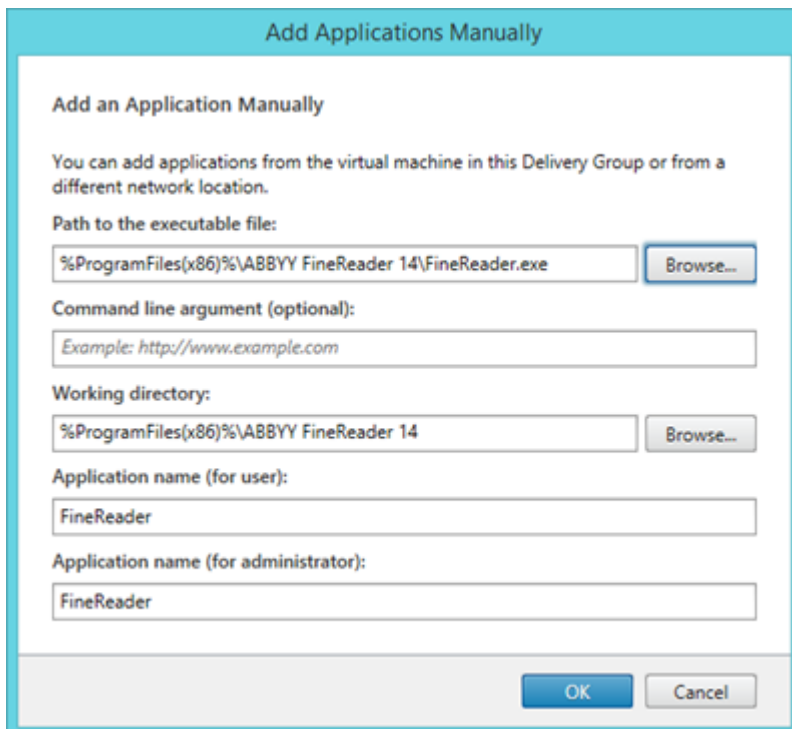 Add Applications Manually
Add an Application Manually
You can add applications from the virtual machine in this Delivery Group or from a
different network location.
Path to the executable file:
%ProgramFiles(x86)%\ABBYY FineReader 14\FineReader.exe
Browse...
Command line argument (optional):
Example: http://www.example.com
Working directory:
%ProgramFiles(x86)%\ABBYY FineReader 14
Browse...
Application name (for user):
FineReader
Application name (for administrator):
FineReader
OK
Cancel